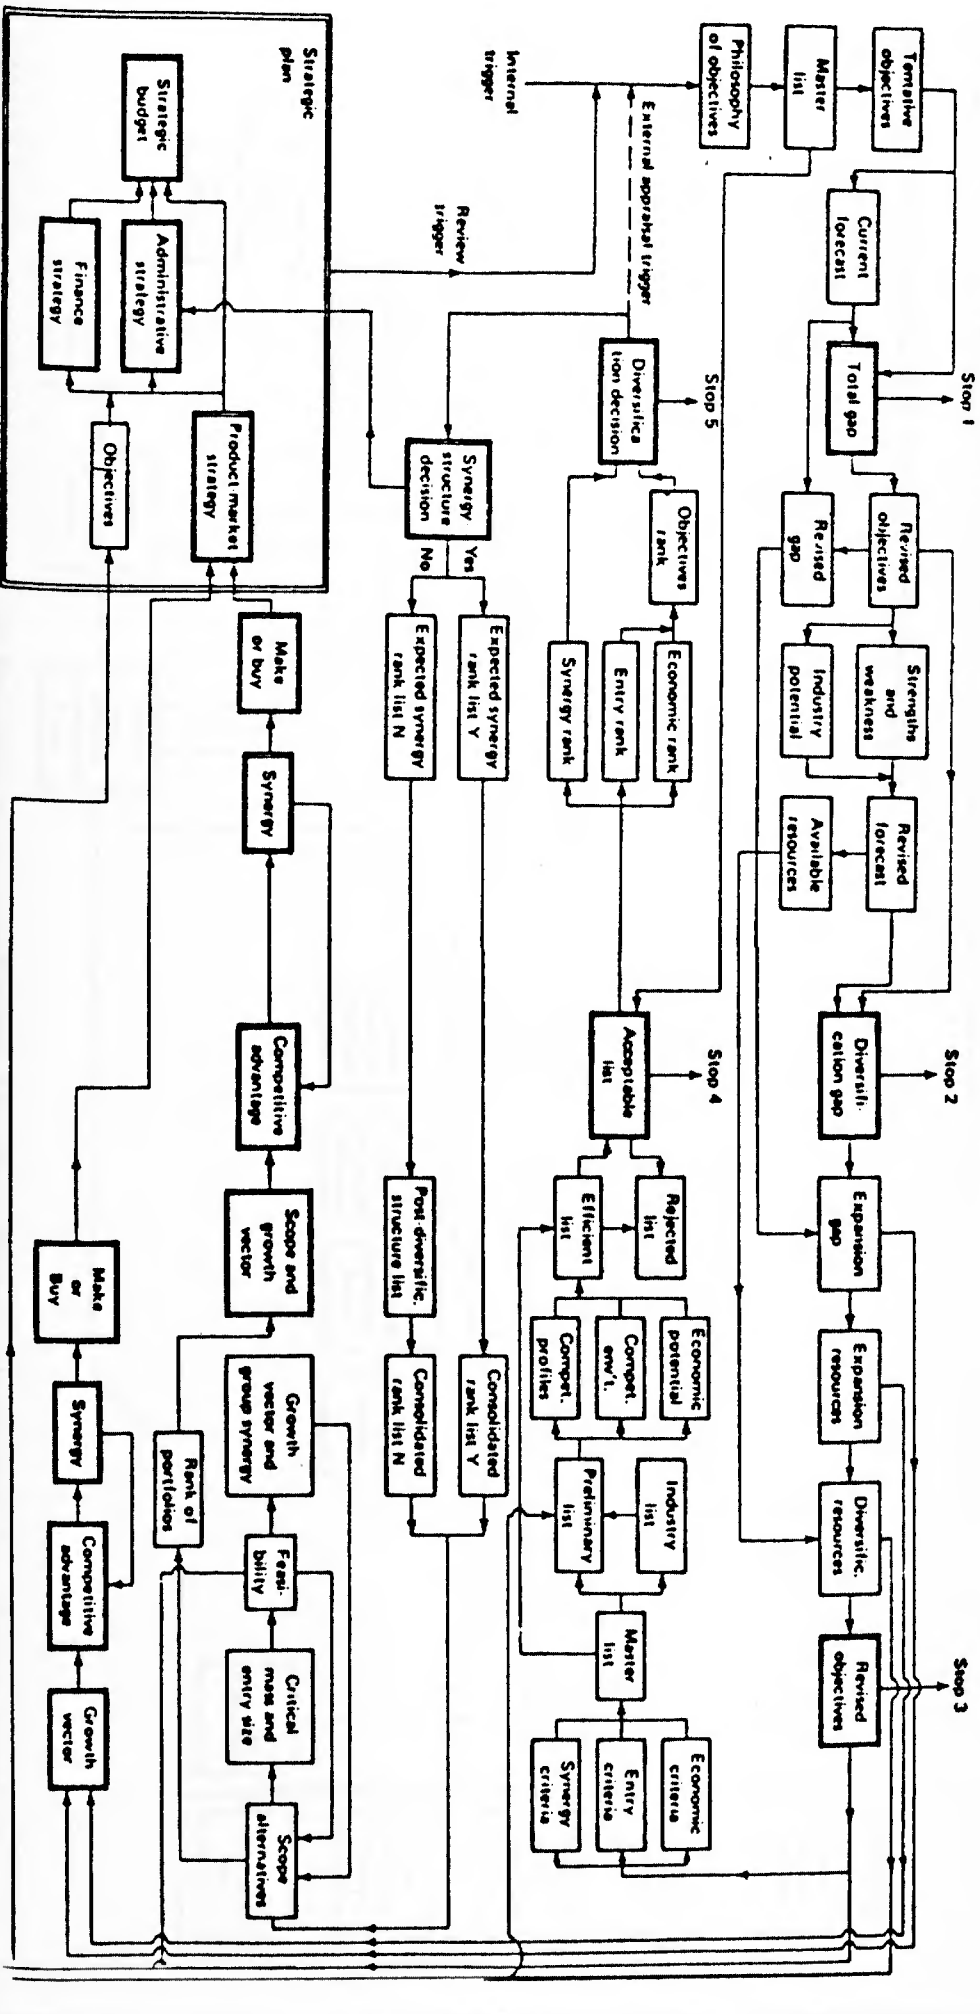 Tentative
objectives
Master
list
Philosophy
of objectives
Internal
trigger
External appraisal trigger
Review
trigger
Current
forecast
Total gap
Stop 1
Revised
objectives
Revised
gap
Strengths
and
weakness
Industry
potential
Revised
forecast
Available
resources
Diversifi-
cation gap
Stop 2
Expansion
gap
Expansion
resources
Diversific.
resources
Revised
objectives
Stop 3
Stop 5
Diversifica
tion decision
Objectives
rank
Economic rank
Entry rank
Synergy rank
Acceptable
list
Stop 4
Rejected
list
Efficient
list
Economic
potential
Compet.
env't.
Compet.
profiles
Industry
list
Preliminary
list
Master
list
Economic
criteria
Entry
criteria
Synergy
criteria
Synergy
structure
decision
Yes
No
Expected synergy
rank list Y
Expected synergy
rank list N
Post-diversific.
structure list
Consolidated
rank list Y
Consolidated
rank list N
Strategic
plan
Strategic
budget
Administrative
strategy
Finance
strategy
Product market
strategy
Objectives
Make
or buy
Synergy
Competitive
advantage
Scope and
growth
vector
Growth
vector and
group synergy
Rank of
portfolios
Feasi-
bility
Critical
mass and
entry size
Scope
alternatives
Make
or
Buy
Synergy
Competitive
advantage
Growth
vector